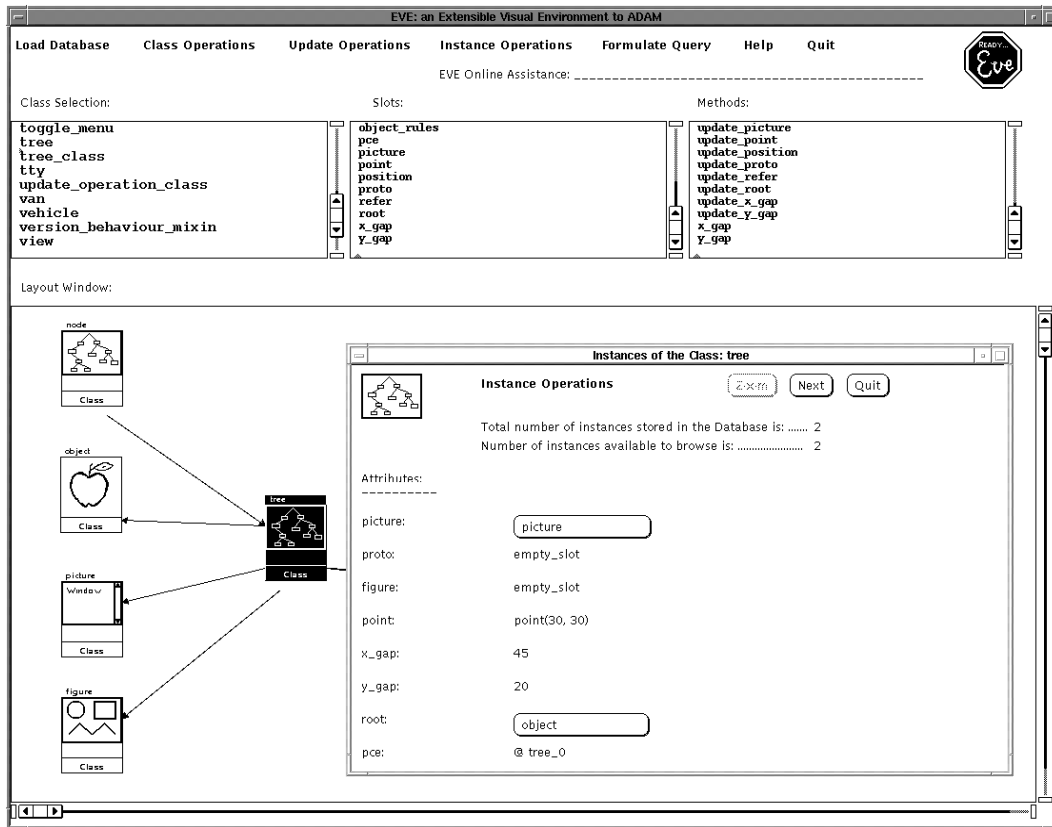 EVE: an Extensible Visual Environment to ADAM
Load Database Class Operations Update Operations Instance Operations Formulate Query Help Quit
READY...
Eve
EVE Online Assistance:
Class Selection: Slots: Methods:
toggle_menu
tree
tree_class
tty
update_operation_class
van
vehicle
version_behaviour_mixin
view
object_rules
pce
picture
point
position
proto
refer
root
x_gap
y_gap
update_picture
update_point
update_position
update_proto
update_refer
update_root
update_x_gap
update_y_gap
x_gap
y_gap
Layout Window:
node
Class
object
Class
picture
Window
Class
figure
Class
tree
Class
Instances of the Class: tree
Instance Operations Next Quit
Total number of instances stored in the Database is: ....... 2
Number of instances available to browse is: ...................... 2
Attributes:
picture: picture
proto: empty_slot
figure: empty_slot
point: point(30, 30)
x_gap: 45
y_gap: 20
root: object
pce: @ tree_0